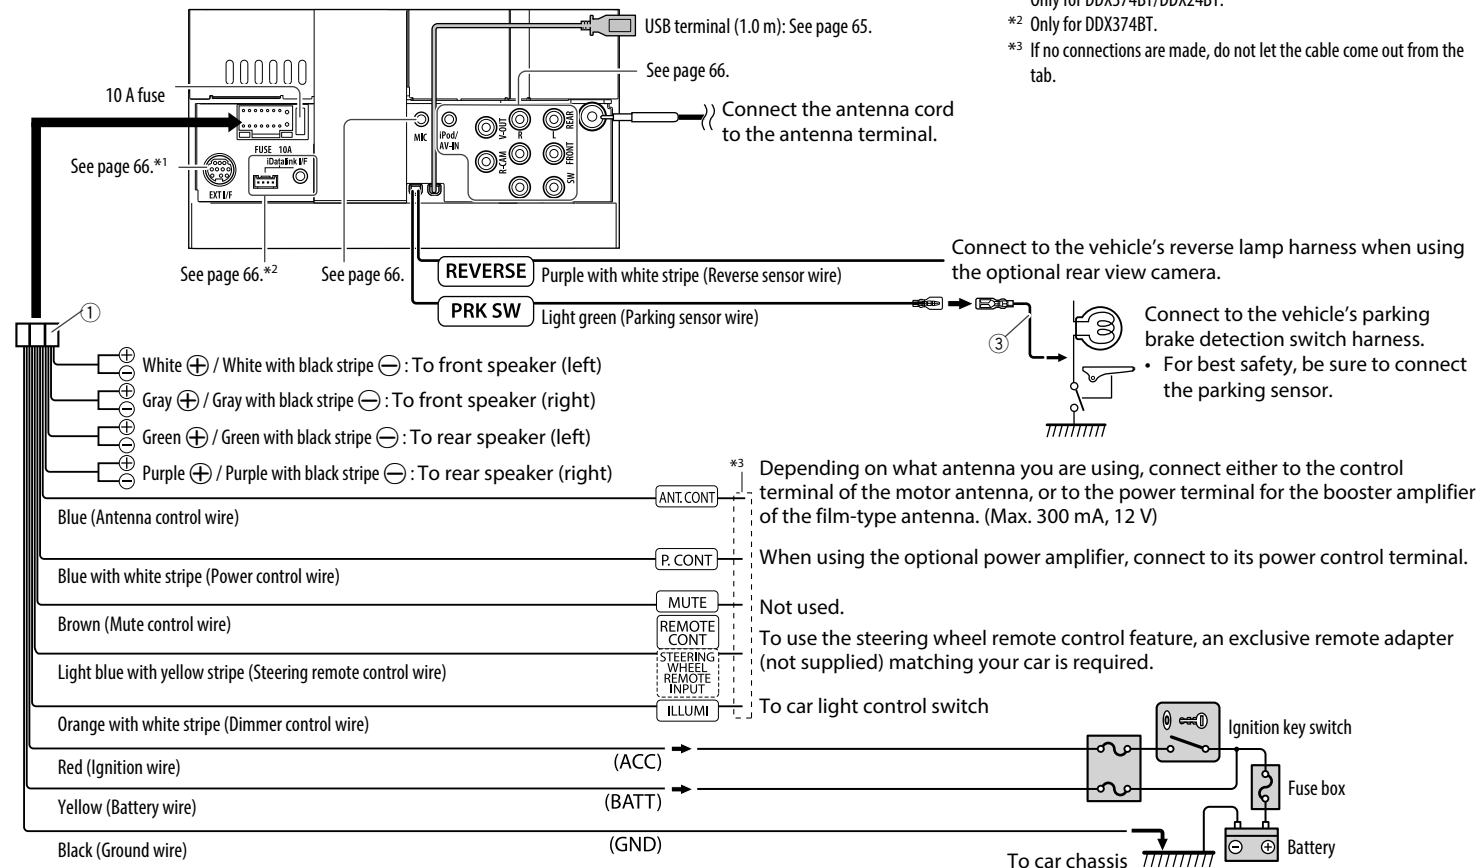 Only for DDX374BT/DDX24BT.
*2 Only for DDX374BT.
*3 If no connections are made, do not let the cable come out from the
tab.
USB terminal (1.0 m): See page 65.
See page 66.
10 A fuse
Connect the antenna cord
to the antenna terminal.
MIC
iPod/
AV-IN
V-OUT
R-CAM
R
L
REAR
FRONT
SW
FUSE 10A
iDatalink I/F
EXT I/F
See page 66.*1
See page 66.*2
See page 66.
REVERSE
Purple with white stripe (Reverse sensor wire)
Connect to the vehicle's reverse lamp harness when using
the optional rear view camera.
PRK SW
Light green (Parking sensor wire)
③
Connect to the vehicle's parking
brake detection switch harness.
• For best safety, be sure to connect
the parking sensor.
①
⊕
⊖
White ⊕ / White with black stripe ⊖ : To front speaker (left)
⊕
⊖
Gray ⊕ / Gray with black stripe ⊖ : To front speaker (right)
⊕
⊖
Green ⊕ / Green with black stripe ⊖ : To rear speaker (left)
⊕
⊖
Purple ⊕ / Purple with black stripe ⊖ : To rear speaker (right)
Blue (Antenna control wire)
ANT. CONT
*3
Depending on what antenna you are using, connect either to the control
terminal of the motor antenna, or to the power terminal for the booster amplifier
of the film-type antenna. (Max. 300 mA, 12 V)
Blue with white stripe (Power control wire)
P. CONT
When using the optional power amplifier, connect to its power control terminal.
Brown (Mute control wire)
MUTE
Not used.
Light blue with yellow stripe (Steering remote control wire)
REMOTE
CONT
STEERING
WHEEL
REMOTE
INPUT
To use the steering wheel remote control feature, an exclusive remote adapter
(not supplied) matching your car is required.
Orange with white stripe (Dimmer control wire)
ILLUMI
To car light control switch
Red (Ignition wire)
(ACC)
Ignition key switch
Yellow (Battery wire)
(BATT)
Fuse box
Black (Ground wire)
(GND)
To car chassis
⊖ ⊕
Battery